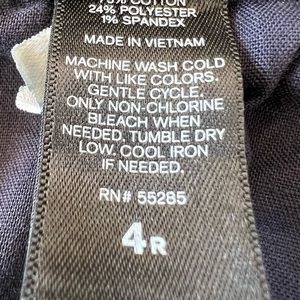 COTTON
24% POLYESTER
1% SPANDEX
MADE IN VIETNAM
MACHINE WASH COLD
WITH LIKE COLORS.
GENTLE CYCLE.
ONLY NON-CHLORINE
BLEACH WHEN
NEEDED. TUMBLE DRY
LOW. COOL IRON
IF NEEDED.
RN# 55285
4R